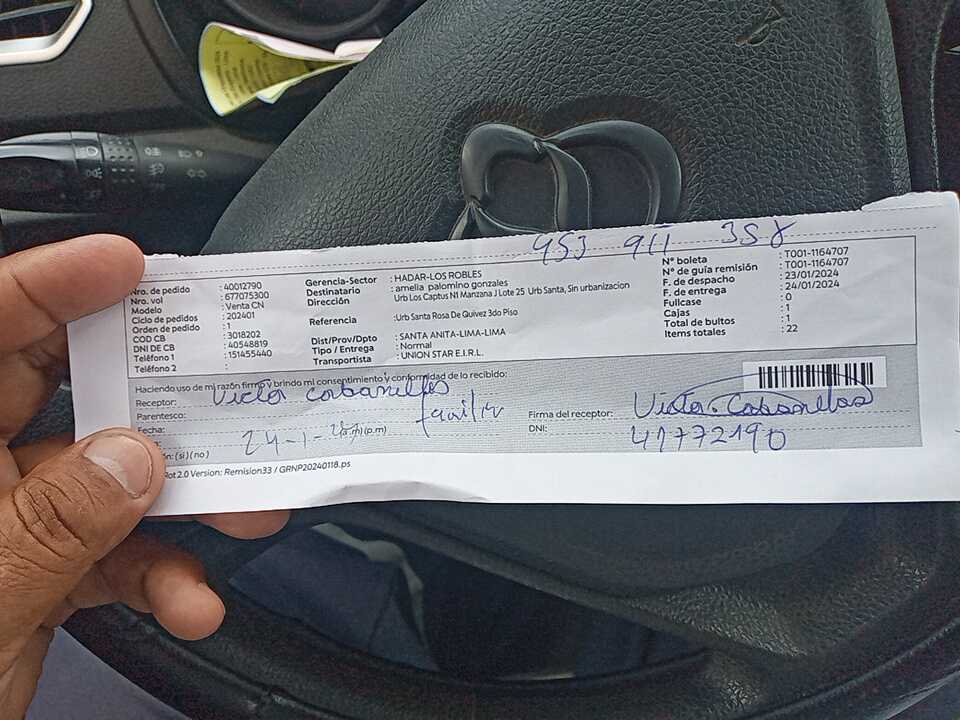 953 911 358
Nro. de pedido : 40012790
Nro. vol : 677075300
Modelo : Venta CN
Ciclo de pedidos : 202401
Orden de pedido : 1
COD CB : 3018202
DNI DE CB : 40548819
Teléfono 1 : 151455440
Teléfono 2 :
Gerencia-Sector : HADAR-LOS ROBLES
Destinatario : amelia palomino gonzales
Dirección Urb Los Captus N1 Manzana J Lote 25 Urb Santa, Sin urbanizacion
Referencia :Urb Santa Rosa De Quivez 3do Piso
Dist/Prov/Dpto : SANTA ANITA-LIMA-LIMA
Tipo / Entrega : Normal
Transportista : UNION STAR E.I.R.L.
N° boleta : T001-1164707
N° de guía remisión : T001-1164707
F. de despacho : 23/01/2024
F. de entrega : 24/01/2024
Fullcase : 0
Cajas : 1
Total de bultos : 1
Items totales : 22
Haciendo uso de mi razón firmo y brindo mi consentimiento y conformidad de lo recibido:
Receptor: Victor Cabanillas
Parentesco: familiar
Fecha: 24-1-
(a.m)(p.m)
(si)(no)
Firma del receptor: Victor Cabanillas
DNI: 41772190
2.0 Version: Remision33 / GRNP20240118.ps